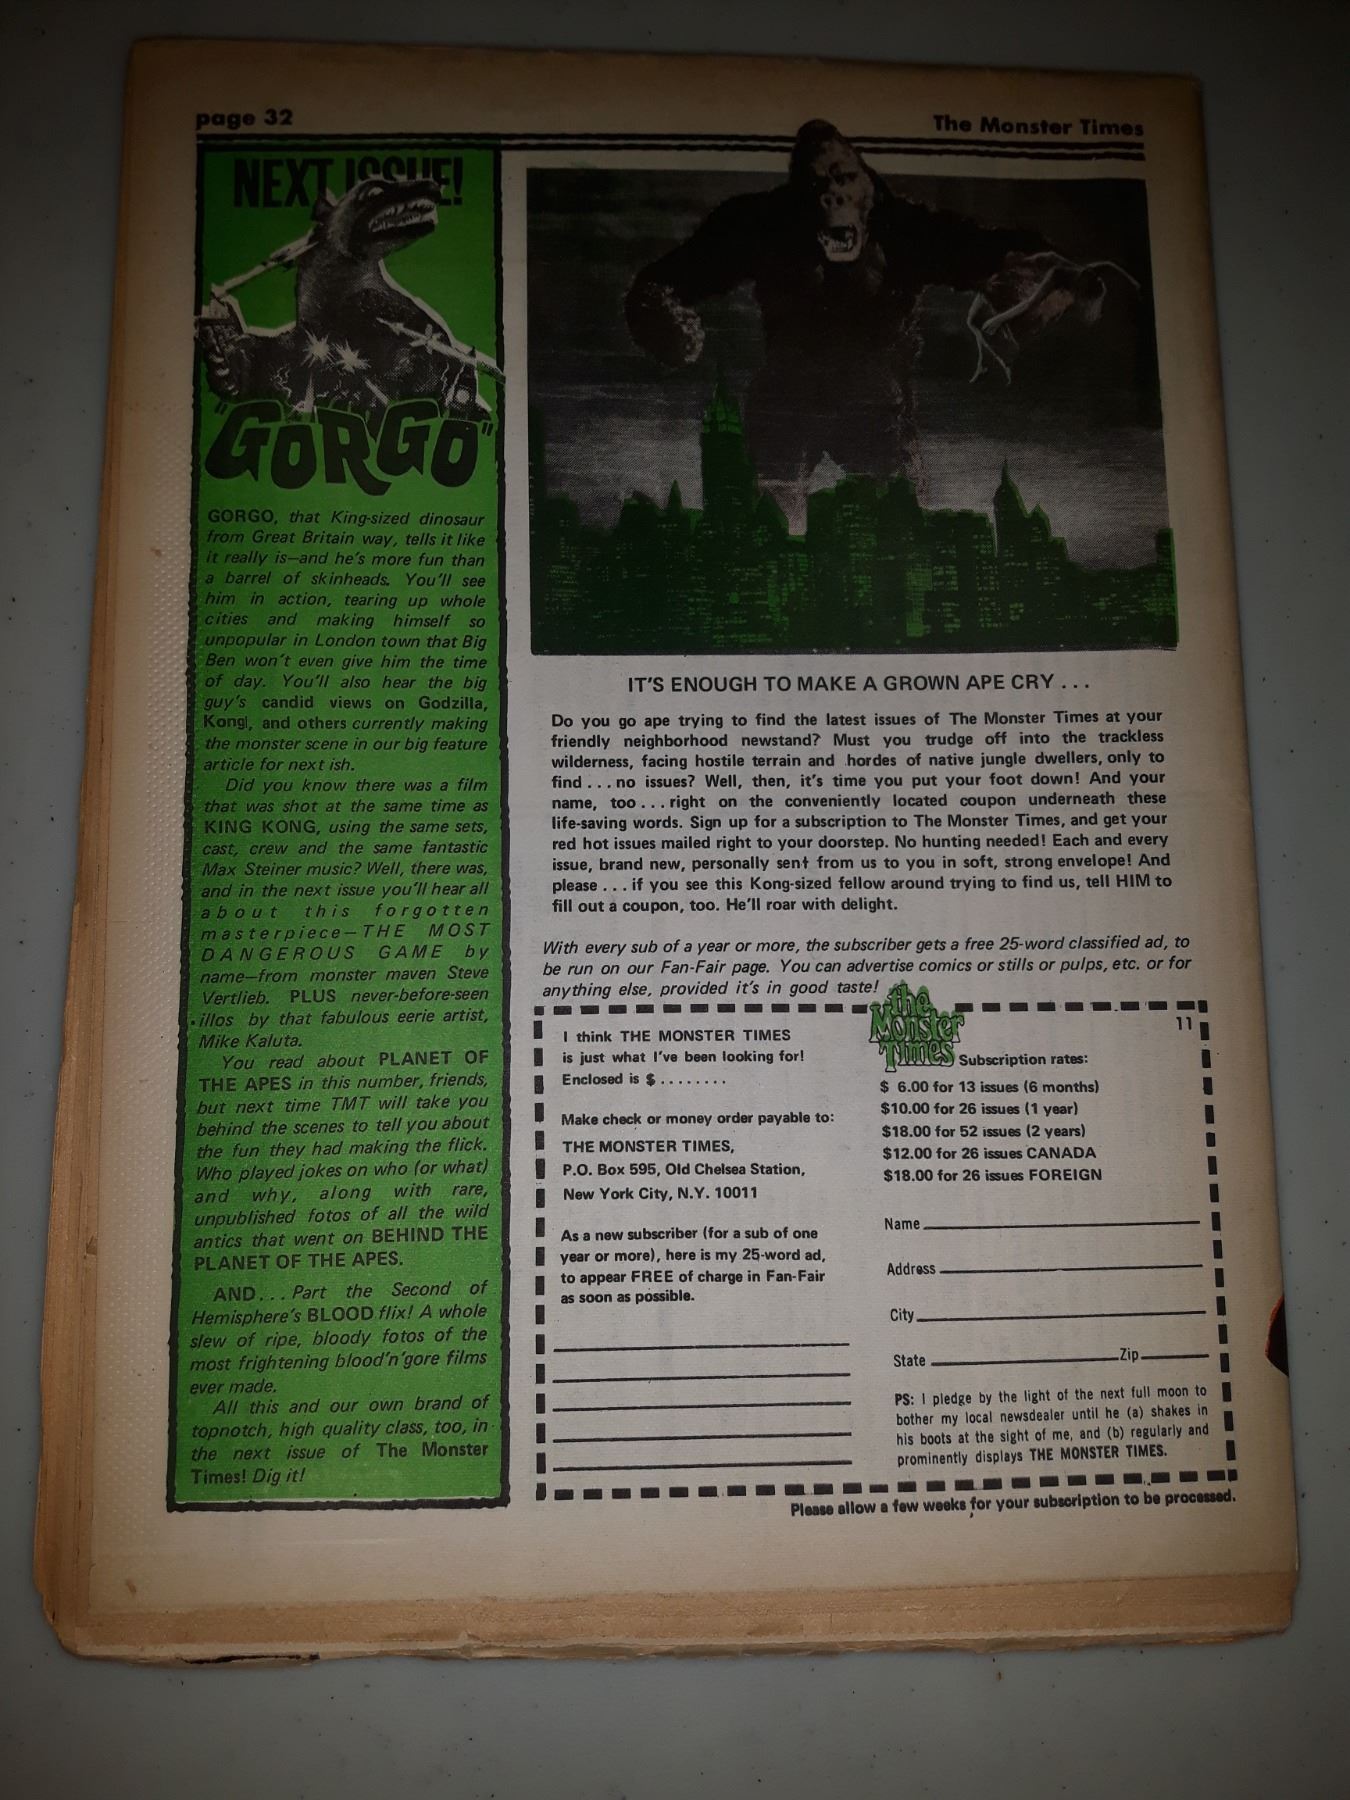 page 32
The Monster Times
NEXT ISSUE!
"GORGO"
GORGO, that King-sized dinosaur
from Great Britain way, tells it like
it really is—and he's more fun than
a barrel of skinheads. You'll see
him in action, tearing up whole
cities and making himself so
unpopular in London town that Big
Ben won't even give him the time
of day. You'll also hear the big
guy's candid views on Godzilla,
Kongl, and others currently making
the monster scene in our big feature
article for next ish.
Did you know there was a film
that was shot at the same time as
KING KONG, using the same sets,
cast, crew and the same fantastic
Max Steiner music? Well, there was,
and in the next issue you'll hear all
about this forgotten
masterpiece—THE MOST
DANGEROUS GAME by
name—from monster maven Steve
Vertlieb. PLUS never-before-seen
illos by that fabulous eerie artist,
Mike Kaluta.
You read about PLANET OF
THE APES in this number, friends,
but next time TMT will take you
behind the scenes to tell you about
the fun they had making the flick.
Who played jokes on who (or what)
and why, along with rare,
unpublished fotos of all the wild
antics that went on BEHIND THE
PLANET OF THE APES.
AND... Part the Second of
Hemisphere's BLOOD flix! A whole
slew of ripe, bloody fotos of the
most frightening blood'n'gore films
ever made.
All this and our own brand of
topnotch, high quality class, too, in
the next issue of The Monster
Times! Dig it!
IT'S ENOUGH TO MAKE A GROWN APE CRY . . .
Do you go ape trying to find the latest issues of The Monster Times at your
friendly neighborhood newstand? Must you trudge off into the trackless
wilderness, facing hostile terrain and hordes of native jungle dwellers, only to
find . . . no issues? Well, then, it's time you put your foot down! And your
name, too . . . right on the conveniently located coupon underneath these
life-saving words. Sign up for a subscription to The Monster Times, and get your
red hot issues mailed right to your doorstep. No hunting needed! Each and every
issue, brand new, personally sent from us to you in soft, strong envelope! And
please . . . if you see this Kong-sized fellow around trying to find us, tell HIM to
fill out a coupon, too. He'll roar with delight.
With every sub of a year or more, the subscriber gets a free 25-word classified ad, to
be run on our Fan-Fair page. You can advertise comics or stills or pulps, etc. or for
anything else, provided it's in good taste!
the Monster Times
11
I think THE MONSTER TIMES
is just what I've been looking for!
Enclosed is $ . . . . . . . .
Make check or money order payable to:
THE MONSTER TIMES,
P.O. Box 595, Old Chelsea Station,
New York City, N.Y. 10011
As a new subscriber (for a sub of one
year or more), here is my 25-word ad,
to appear FREE of charge in Fan-Fair
as soon as possible.
Subscription rates:
$ 6.00 for 13 issues (6 months)
$10.00 for 26 issues (1 year)
$18.00 for 52 issues (2 years)
$12.00 for 26 issues CANADA
$18.00 for 26 issues FOREIGN
Name
Address
City
State Zip
PS: I pledge by the light of the next full moon to
bother my local newsdealer until he (a) shakes in
his boots at the sight of me, and (b) regularly and
prominently displays THE MONSTER TIMES.
Please allow a few weeks for your subscription to be processed.